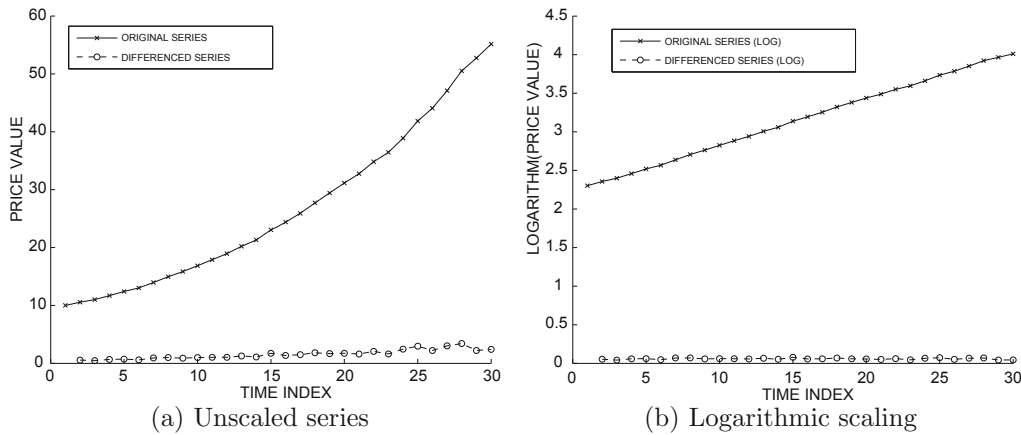 60
50
40
30
20
10
0
PRICE VALUE
ORIGINAL SERIES
DIFFERENCED SERIES
0 5 10 15 20 25 30
TIME INDEX
(a) Unscaled series
4.5
4
3.5
3
2.5
2
1.5
1
0.5
0
LOGARITHM(PRICE VALUE)
ORIGINAL SERIES (LOG)
DIFFERENCED SERIES (LOG)
0 5 10 15 20 25 30
TIME INDEX
(b) Logarithmic scaling